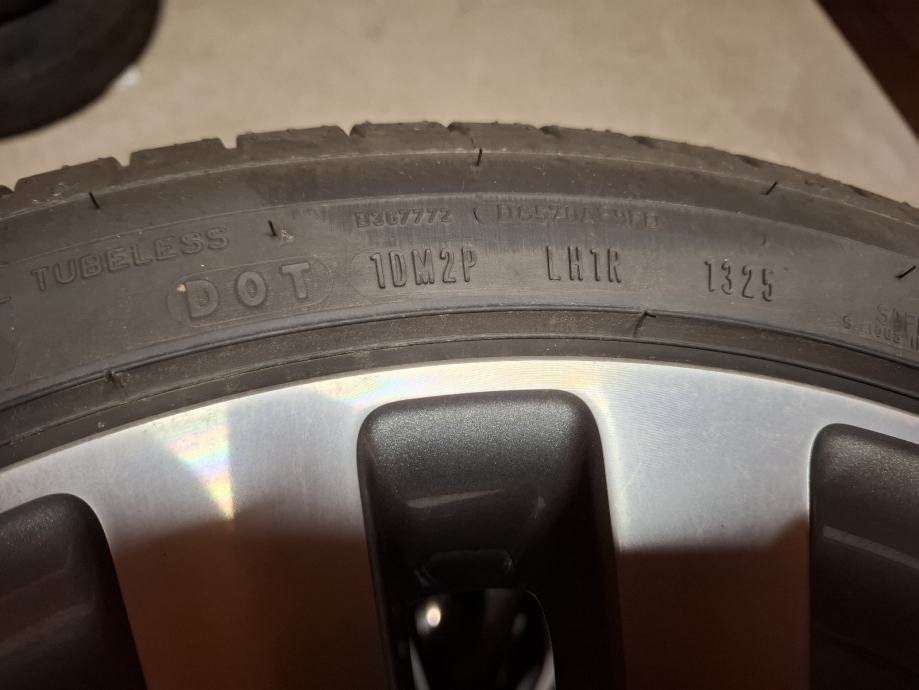 B367772
TUBELESS
DOT 1DM2P LH1R 1325